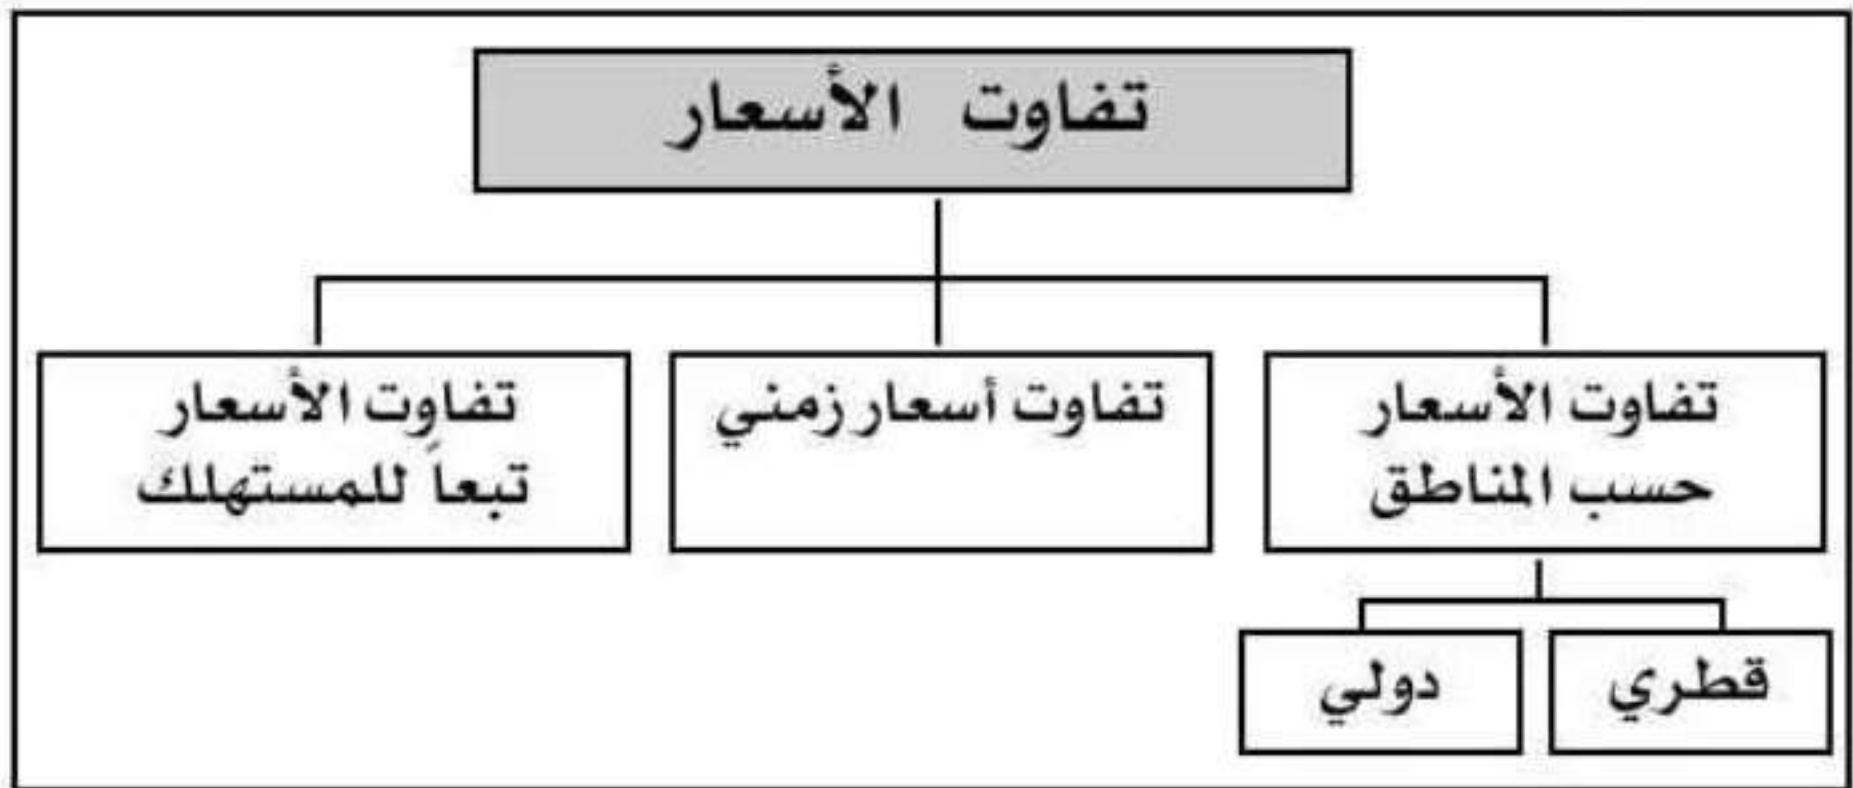 تفاوت الأسعار
تفاوت الأسعار
حسب المناطق
تفاوت أسعار زمني
تفاوت الأسعار
تبعاً للمستهلك
قطري
دولي